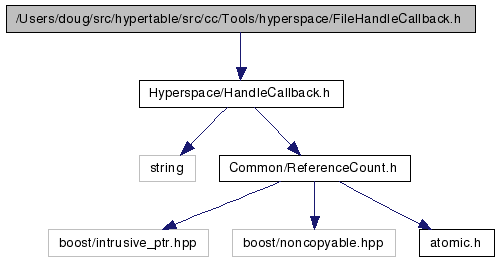 /Users/doug/src/hypertable/src/cc/Tools/hyperspace/FileHandleCallback.h
Hyperspace/HandleCallback.h
string
Common/ReferenceCount.h
boost/intrusive_ptr.hpp
boost/noncopyable.hpp
atomic.h